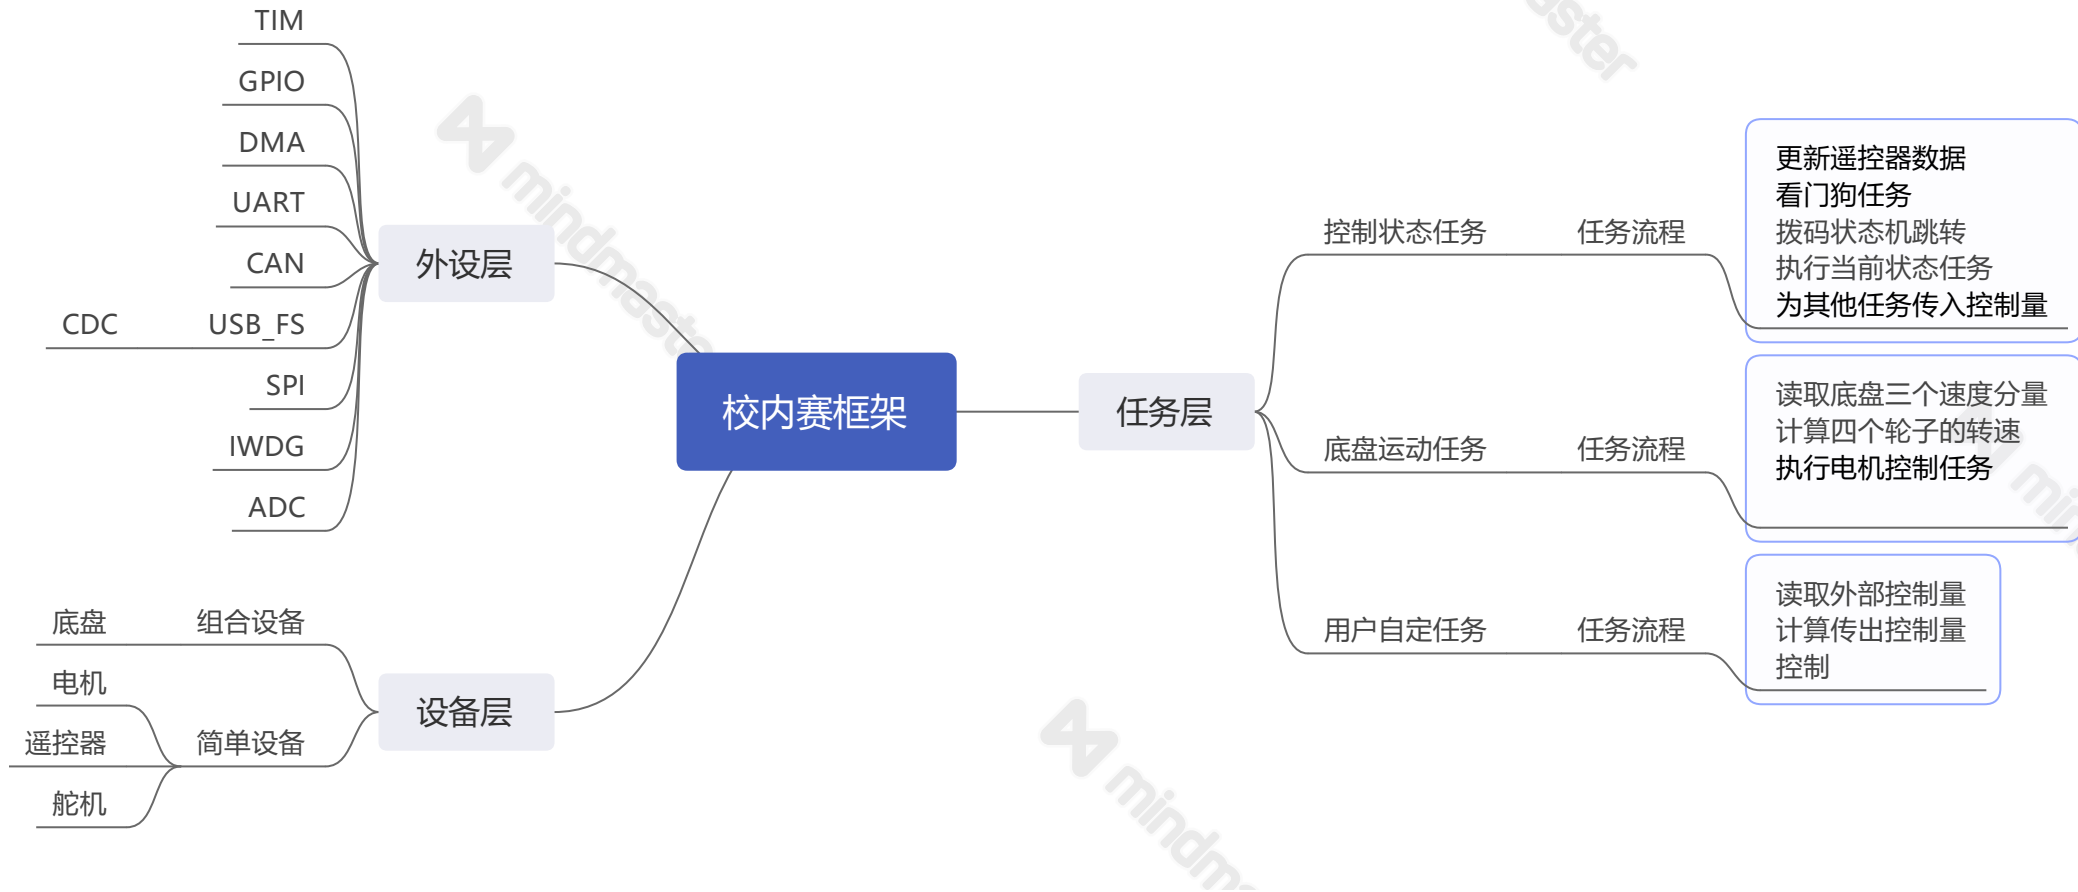 TIM
GPIO
DMA
UART
CAN
CDC USB_FS
SPI
IWDG
ADC
外设层
底盘 组合设备
电机
遥控器 简单设备
舵机
设备层
校内赛框架
任务层
控制状态任务 任务流程
更新遥控器数据
看门狗任务
拨码状态机跳转
执行当前状态任务
为其他任务传入控制量
底盘运动任务 任务流程
读取底盘三个速度分量
计算四个轮子的转速
执行电机控制任务
用户自定任务 任务流程
读取外部控制量
计算传出控制量
控制
mindmaster